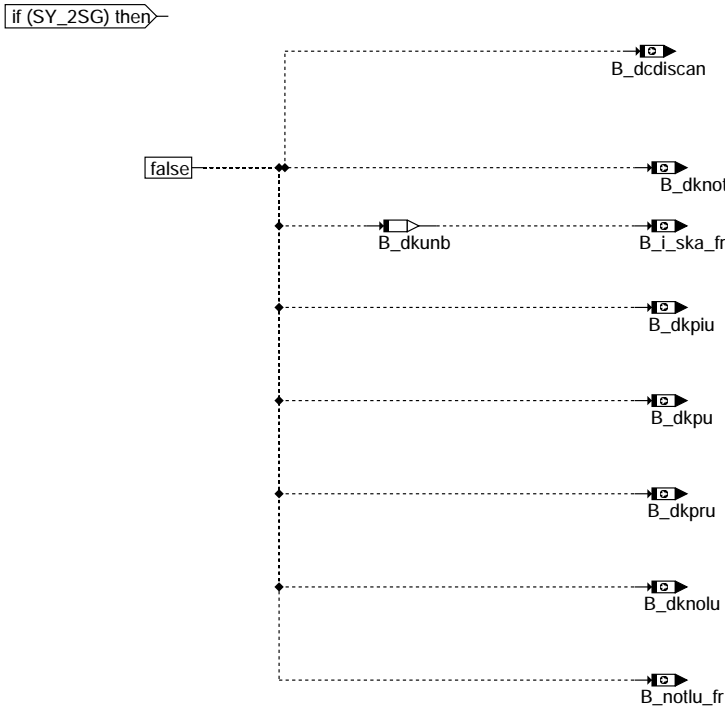 if (SY_2SG) then
B_dcdiscan
false
B_dknot
B_dkunb
B_i_ska_fr
B_dkpiu
B_dkpu
B_dkpru
B_dknolu
B_notlu_fr